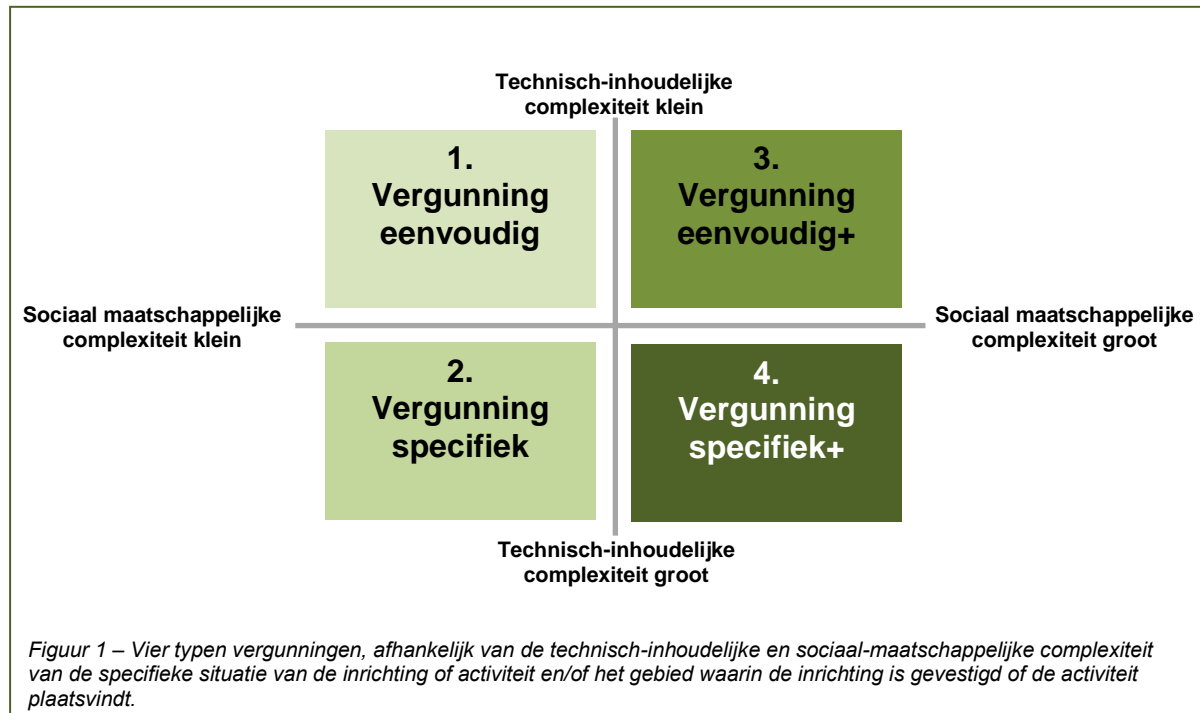 Technisch-inhoudelijke
complexiteit klein
1.
Vergunning
eenvoudig
3.
Vergunning
eenvoudig+
Sociaal maatschappelijke
complexiteit klein
Sociaal maatschappelijke
complexiteit groot
2.
Vergunning
specifiek
4.
Vergunning
specifiek+
Technisch-inhoudelijke
complexiteit groot
Figuur 1 – Vier typen vergunningen, afhankelijk van de technisch-inhoudelijke en sociaal-maatschappelijke complexiteit
van de specifieke situatie van de inrichting of activiteit en/of het gebied waarin de inrichting is gevestigd of de activiteit
plaatsvindt.